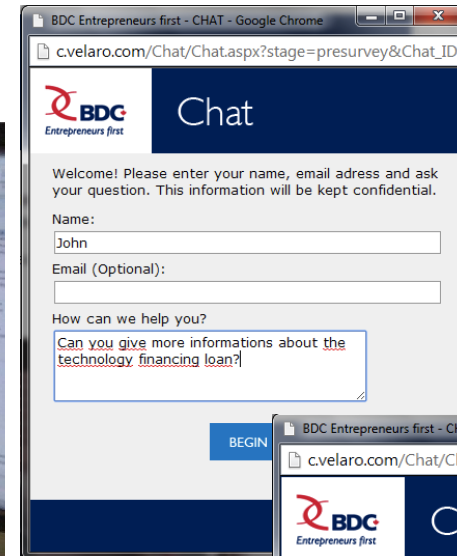 BDC Entrepreneurs first - CHAT - Google Chrome
c.velaro.com/Chat/Chat.aspx?stage=presurvey&Chat_ID
BDC
Entrepreneurs first
Chat
Welcome! Please enter your name, email adress and ask
your question. This information will be kept confidential.
Name:
John
Email (Optional):
How can we help you?
Can you give more informations about the
technology financing loan?
BEGIN
BDC Entrepreneurs first - C
c.velaro.com/Chat/C
BDC
Entrepreneurs first
C